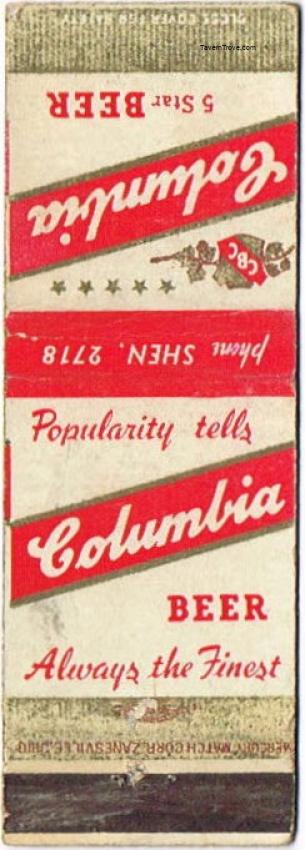 CLOSE COVER FOR SAFETY
TavernTrove.com
5 Star BEER
Columbia
CBC
phone SHEN. 2718
Popularity tells
Columbia
BEER
Always the Finest
MERCURY MATCH CORP. ZANESVILLE, OHIO